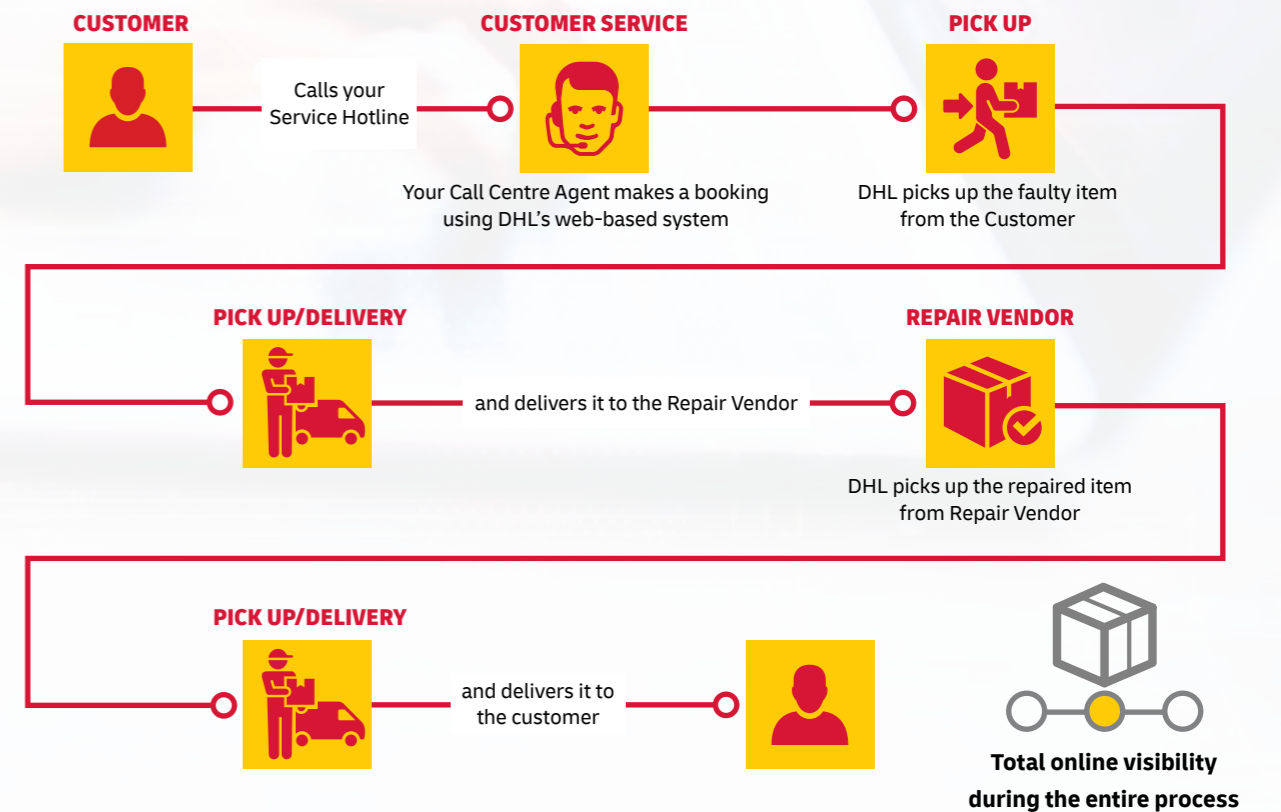 CUSTOMER
CUSTOMER SERVICE
PICK UP
Calls your
Service Hotline
Your Call Centre Agent makes a booking
using DHL’s web-based system
DHL picks up the faulty item
from the Customer
PICK UP/DELIVERY
REPAIR VENDOR
and delivers it to the Repair Vendor
DHL picks up the repaired item
from Repair Vendor
PICK UP/DELIVERY
and delivers it to
the customer
Total online visibility
during the entire process